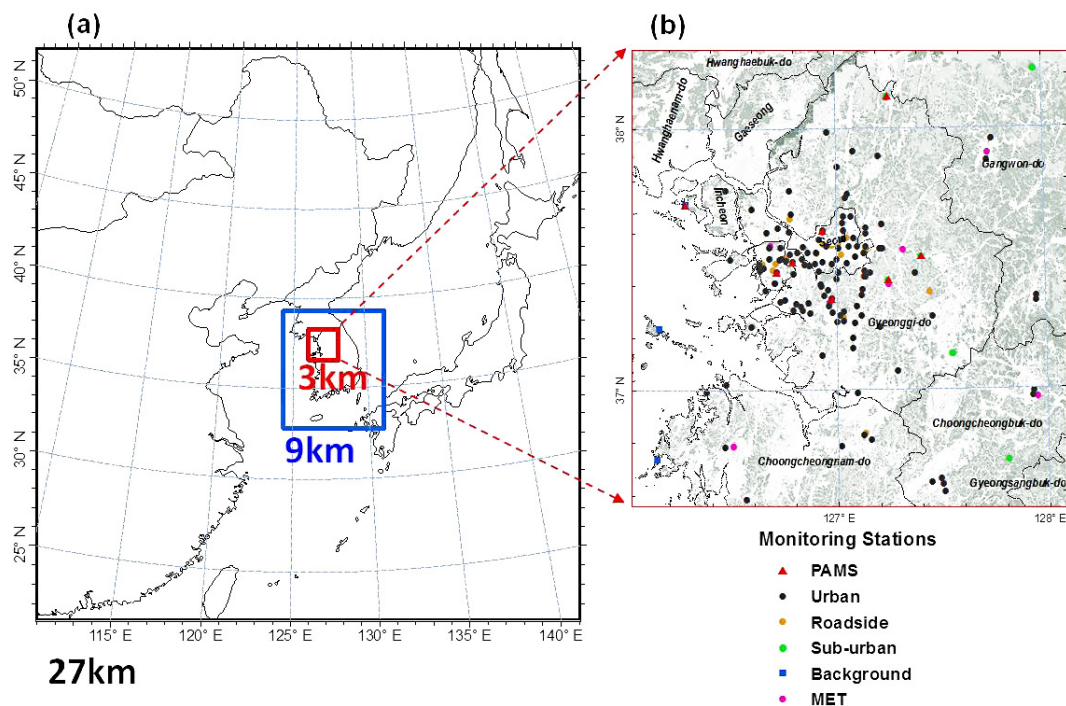 (a)
50° N
45° N
40° N
35° N
30° N
25° N
115° E
120° E
125° E
130° E
135° E
140° E
3km
9km
27km
(b)
Hwanghaebuk-do
Hwanghaenam-do
Gaeseong
38° N
Gangwon-do
Incheon
Seoul
Gyeonggi-do
37° N
Choongcheongbuk-do
Choongcheongnam-do
Gyeongsangbuk-do
127° E
128° E
Monitoring Stations
PAMS
Urban
Roadside
Sub-urban
Background
MET